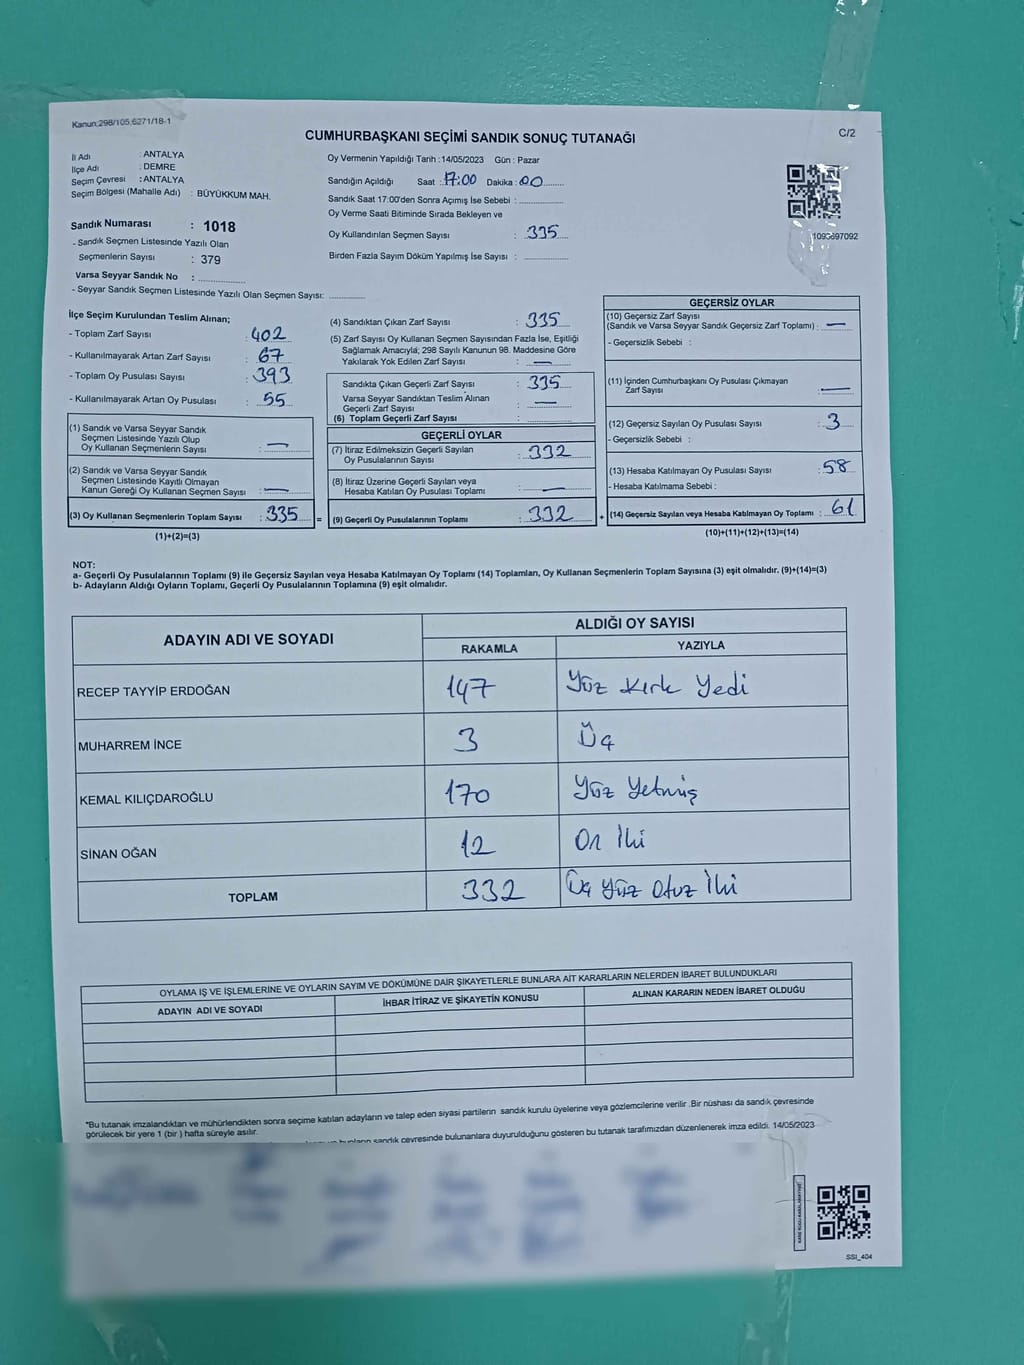 Kanun:298/105,6271/18-1
C/2
CUMHURBAŞKANI SEÇİMİ SANDIK SONUÇ TUTANAĞI
İl Adı : ANTALYA
İlçe Adı : DEMRE
Seçim Çevresi : ANTALYA
Seçim Bölgesi (Mahalle Adı) : BÜYÜKKUM MAH.
Sandık Numarası : 1018
- Sandık Seçmen Listesinde Yazılı Olan
Seçmenlerin Sayısı : 379
Varsa Seyyar Sandık No :
- Seyyar Sandık Seçmen Listesinde Yazılı Olan Seçmen Sayısı:
Oy Vermenin Yapıldığı Tarih :14/05/2023 Gün : Pazar
Sandığın Açıldığı Saat : 17:00 Dakika : 00
Sandık Saat 17:00'den Sonra Açımış İse Sebebi :
Oy Verme Saati Bitiminde Sırada Bekleyen ve
Oy Kullandırılan Seçmen Sayısı : 335
Birden Fazla Sayım Döküm Yapılmış İse Sayısı :
1093697092
İlçe Seçim Kurulundan Teslim Alınan;
- Toplam Zarf Sayısı : 402
- Kullanılmayarak Artan Zarf Sayısı : 67
- Toplam Oy Pusulası Sayısı : 393
- Kullanılmayarak Artan Oy Pusulası : 55
(1) Sandık ve Varsa Seyyar Sandık
Seçmen Listesinde Yazılı Olup
Oy Kullanan Seçmenlerin Sayısı : —
(2) Sandık ve Varsa Seyyar Sandık
Seçmen Listesinde Kayıtlı Olmayan
Kanun Gereği Oy Kullanan Seçmen Sayısı : —
(3) Oy Kullanan Seçmenlerin Toplam Sayısı : 335
(1)+(2)=(3)
(4) Sandıktan Çıkan Zarf Sayısı : 335
(5) Zarf Sayısı Oy Kullanan Seçmen Sayısından Fazla İse, Eşitliği
Sağlamak Amacıyla; 298 Sayılı Kanunun 98. Maddesine Göre
Yakılarak Yok Edilen Zarf Sayısı : —
Sandıkta Çıkan Geçerli Zarf Sayısı : 335
Varsa Seyyar Sandıktan Teslim Alınan
Geçerli Zarf Sayısı : —
(6) Toplam Geçerli Zarf Sayısı :
GEÇERLİ OYLAR
(7) İtiraz Edilmeksizin Geçerli Sayılan
Oy Pusulalarının Sayısı : 332
(8) İtiraz Üzerine Geçerli Sayılan veya
Hesaba Katılan Oy Pusulası Toplamı : —
= (9) Geçerli Oy Pusulalarının Toplamı : 332
GEÇERSİZ OYLAR
(10) Geçersiz Zarf Sayısı
(Sandık ve Varsa Seyyar Sandık Geçersiz Zarf Toplamı) : —
- Geçersizlik Sebebi :
(11) İçinden Cumhurbaşkanı Oy Pusulası Çıkmayan
Zarf Sayısı : —
(12) Geçersiz Sayılan Oy Pusulası Sayısı : 3
- Geçersizlik Sebebi :
(13) Hesaba Katılmayan Oy Pusulası Sayısı : 58
- Hesaba Katılmama Sebebi :
+ (14) Geçersiz Sayılan veya Hesaba Katılmayan Oy Toplamı : 61
(10)+(11)+(12)+(13)=(14)
NOT:
a- Geçerli Oy Pusulalarının Toplamı (9) ile Geçersiz Sayılan veya Hesaba Katılmayan Oy Toplamı (14) Toplamları, Oy Kullanan Seçmenlerin Toplam Sayısına (3) eşit olmalıdır. (9)+(14)=(3)
b- Adayların Aldığı Oyların Toplamı, Geçerli Oy Pusulalarının Toplamına (9) eşit olmalıdır.
ADAYIN ADI VE SOYADI
ALDIĞI OY SAYISI
RAKAMLA YAZIYLA
RECEP TAYYİP ERDOĞAN 147 Yüz Kırk Yedi
MUHARREM İNCE 3 Üç
KEMAL KILIÇDAROĞLU 170 Yüz Yetmiş
SİNAN OĞAN 12 On İki
TOPLAM 332 Üç Yüz Otuz İki
OYLAMA İŞ VE İŞLEMLERİNE VE OYLARIN SAYIM VE DÖKÜMÜNE DAİR ŞİKAYETLERLE BUNLARA AİT KARARLARIN NELERDEN İBARET BULUNDUKLARI
ADAYIN ADI VE SOYADI İHBAR İTİRAZ VE ŞİKAYETİN KONUSU ALINAN KARARIN NEDEN İBARET OLDUĞU
*Bu tutanak imzalandıktan ve mühürlendikten sonra seçime katılan adayların ve talep eden siyasi partilerin sandık kurulu üyelerine veya gözlemcilerine verilir .Bir nüshası da sandık çevresinde
görülecek bir yere 1 (bir ) hafta süreyle asılır.
sandık çevresinde bulunanlara duyurulduğunu gösteren bu tutanak tarafımızdan düzenlenerek imza edildi. 14/05/2023
SSI_404